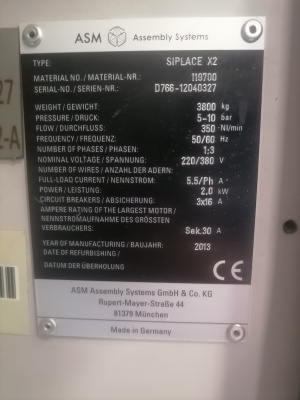 ASM Assembly Systems
TYPE: SIPLACE X2
MATERIAL NO. / MATERIAL-NR.: 119700
SERIAL-NO. / SERIEN-NR.: D766-12040327
WEIGHT / GEWICHT: 3800 kg
PRESSURE / DRUCK: 5-10 bar
FLOW / DURCHFLUSS: 350 Nl/min
FREQUENCY / FREQUENZ: 50/60 Hz
NUMBER OF PHASES / PHASEN: 1:3
NOMINAL VOLTAGE / SPANNUNG: 220/380 V
NUMBER OF WIRES / ANZAHL DER ADERN:
FULL-LOAD CURRENT / NENNSTROM: 5.5/Ph A
POWER / LEISTUNG: 2.0 kW
CIRCUIT BREAKERS / ABSICHERUNG: 3x16 A
AMPERE RATING OF THE LARGEST MOTOR /
NENNSTROMAUFNAHME DES GRÖSSTEN
VERBRAUCHERS: Sek.30 A
YEAR OF MANUFACTURING / BAUJAHR: 2013
DATE OF REFURBISHING /
DATUM DER ÜBERHOLUNG
CE
ASM Assembly Systems GmbH & Co. KG
Rupert-Mayer-Straße 44
81379 München
Made in Germany
27
2-A